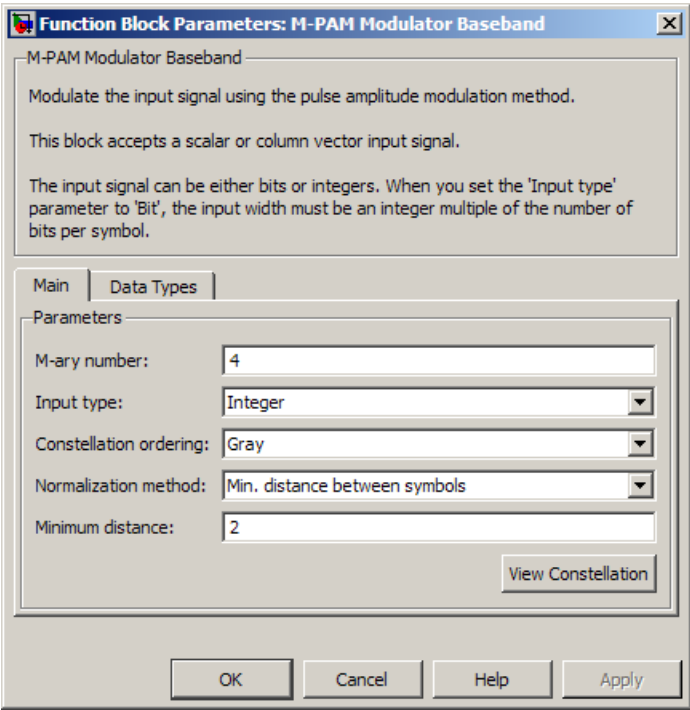 Function Block Parameters: M-PAM Modulator Baseband
M-PAM Modulator Baseband
Modulate the input signal using the pulse amplitude modulation method.
This block accepts a scalar or column vector input signal.
The input signal can be either bits or integers. When you set the 'Input type'
parameter to 'Bit', the input width must be an integer multiple of the number of
bits per symbol.
Main Data Types
Parameters
M-ary number: 4
Input type: Integer
Constellation ordering: Gray
Normalization method: Min. distance between symbols
Minimum distance: 2
View Constellation
OK Cancel Help Apply